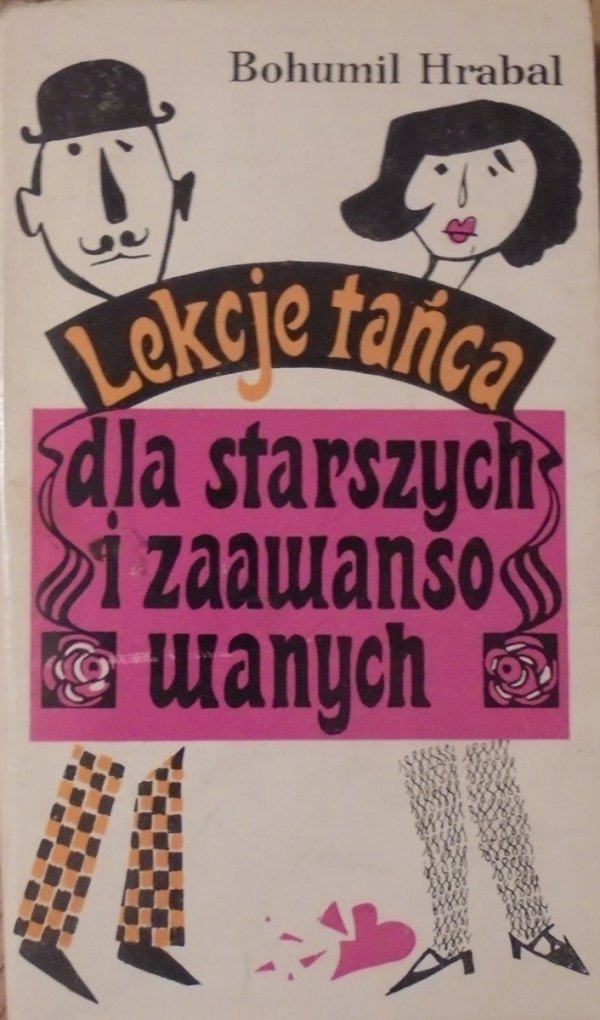 Bohumil Hrabal
Lekcje tańca
dla starszych
i zaawanso
wanych